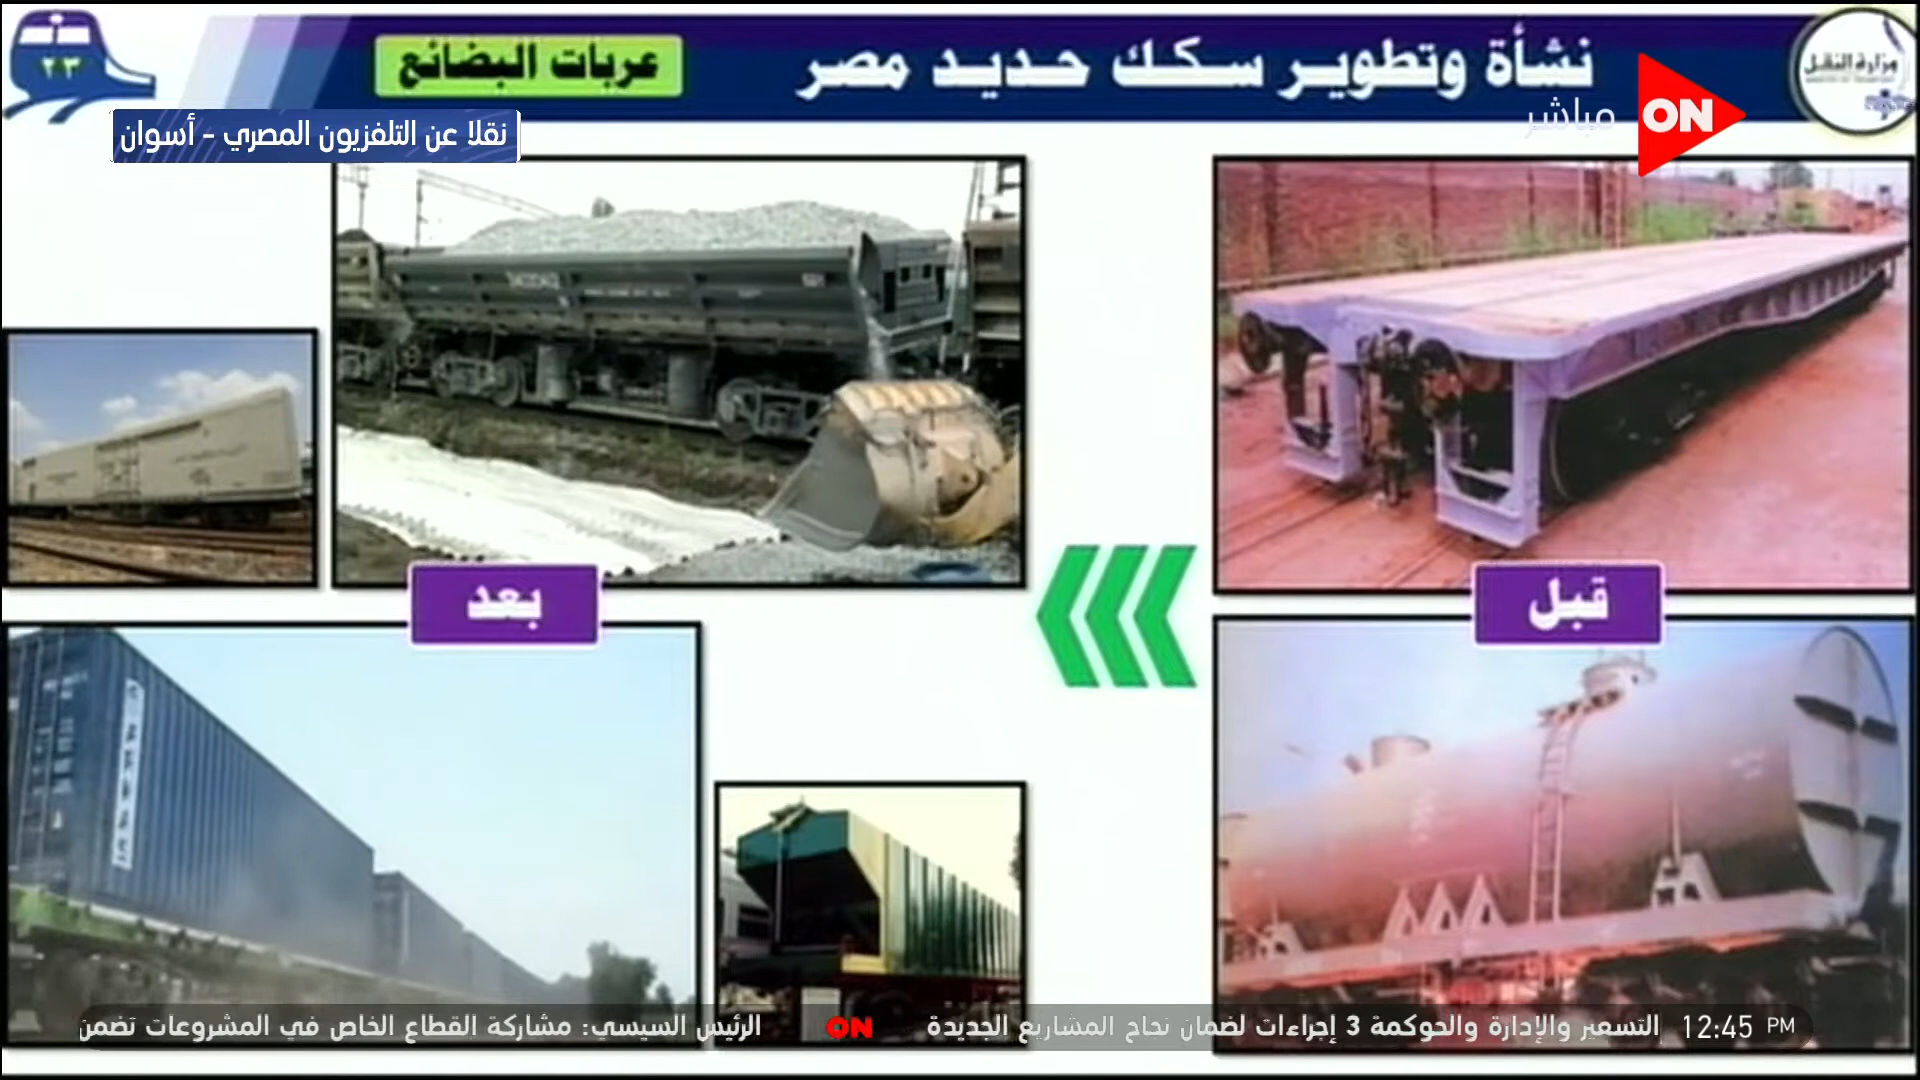 نشأة وتطوير سكك حديد مصر
عربات البضائع
٢٠٢٣
وزارة النقل
مباشر
ON
نقلا عن التلفزيون المصري - أسوان
قبل
بعد
12:45 PM
التسعير والإدارة والحوكمة 3 إجراءات لضمان نجاح المشاريع الجديدة
ON
الرئيس السيسي: مشاركة القطاع الخاص في المشروعات تضمن